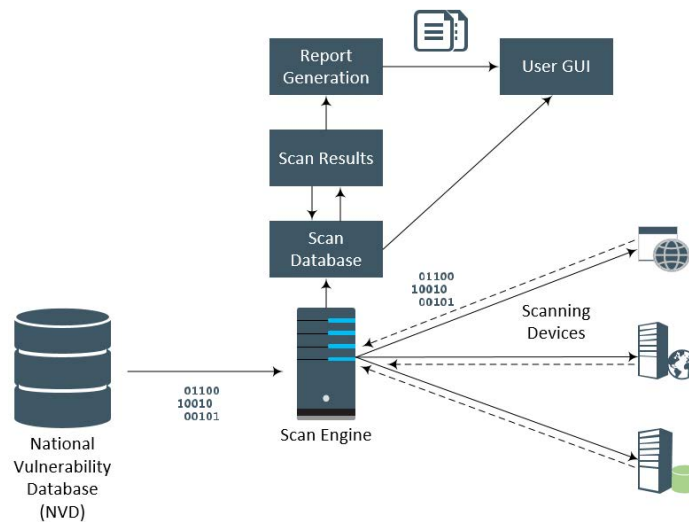 Report
Generation
User GUI
Scan Results
Scan
Database
01100
10010
00101
Scanning
Devices
01100
10010
00101
Scan Engine
National
Vulnerability
Database
(NVD)